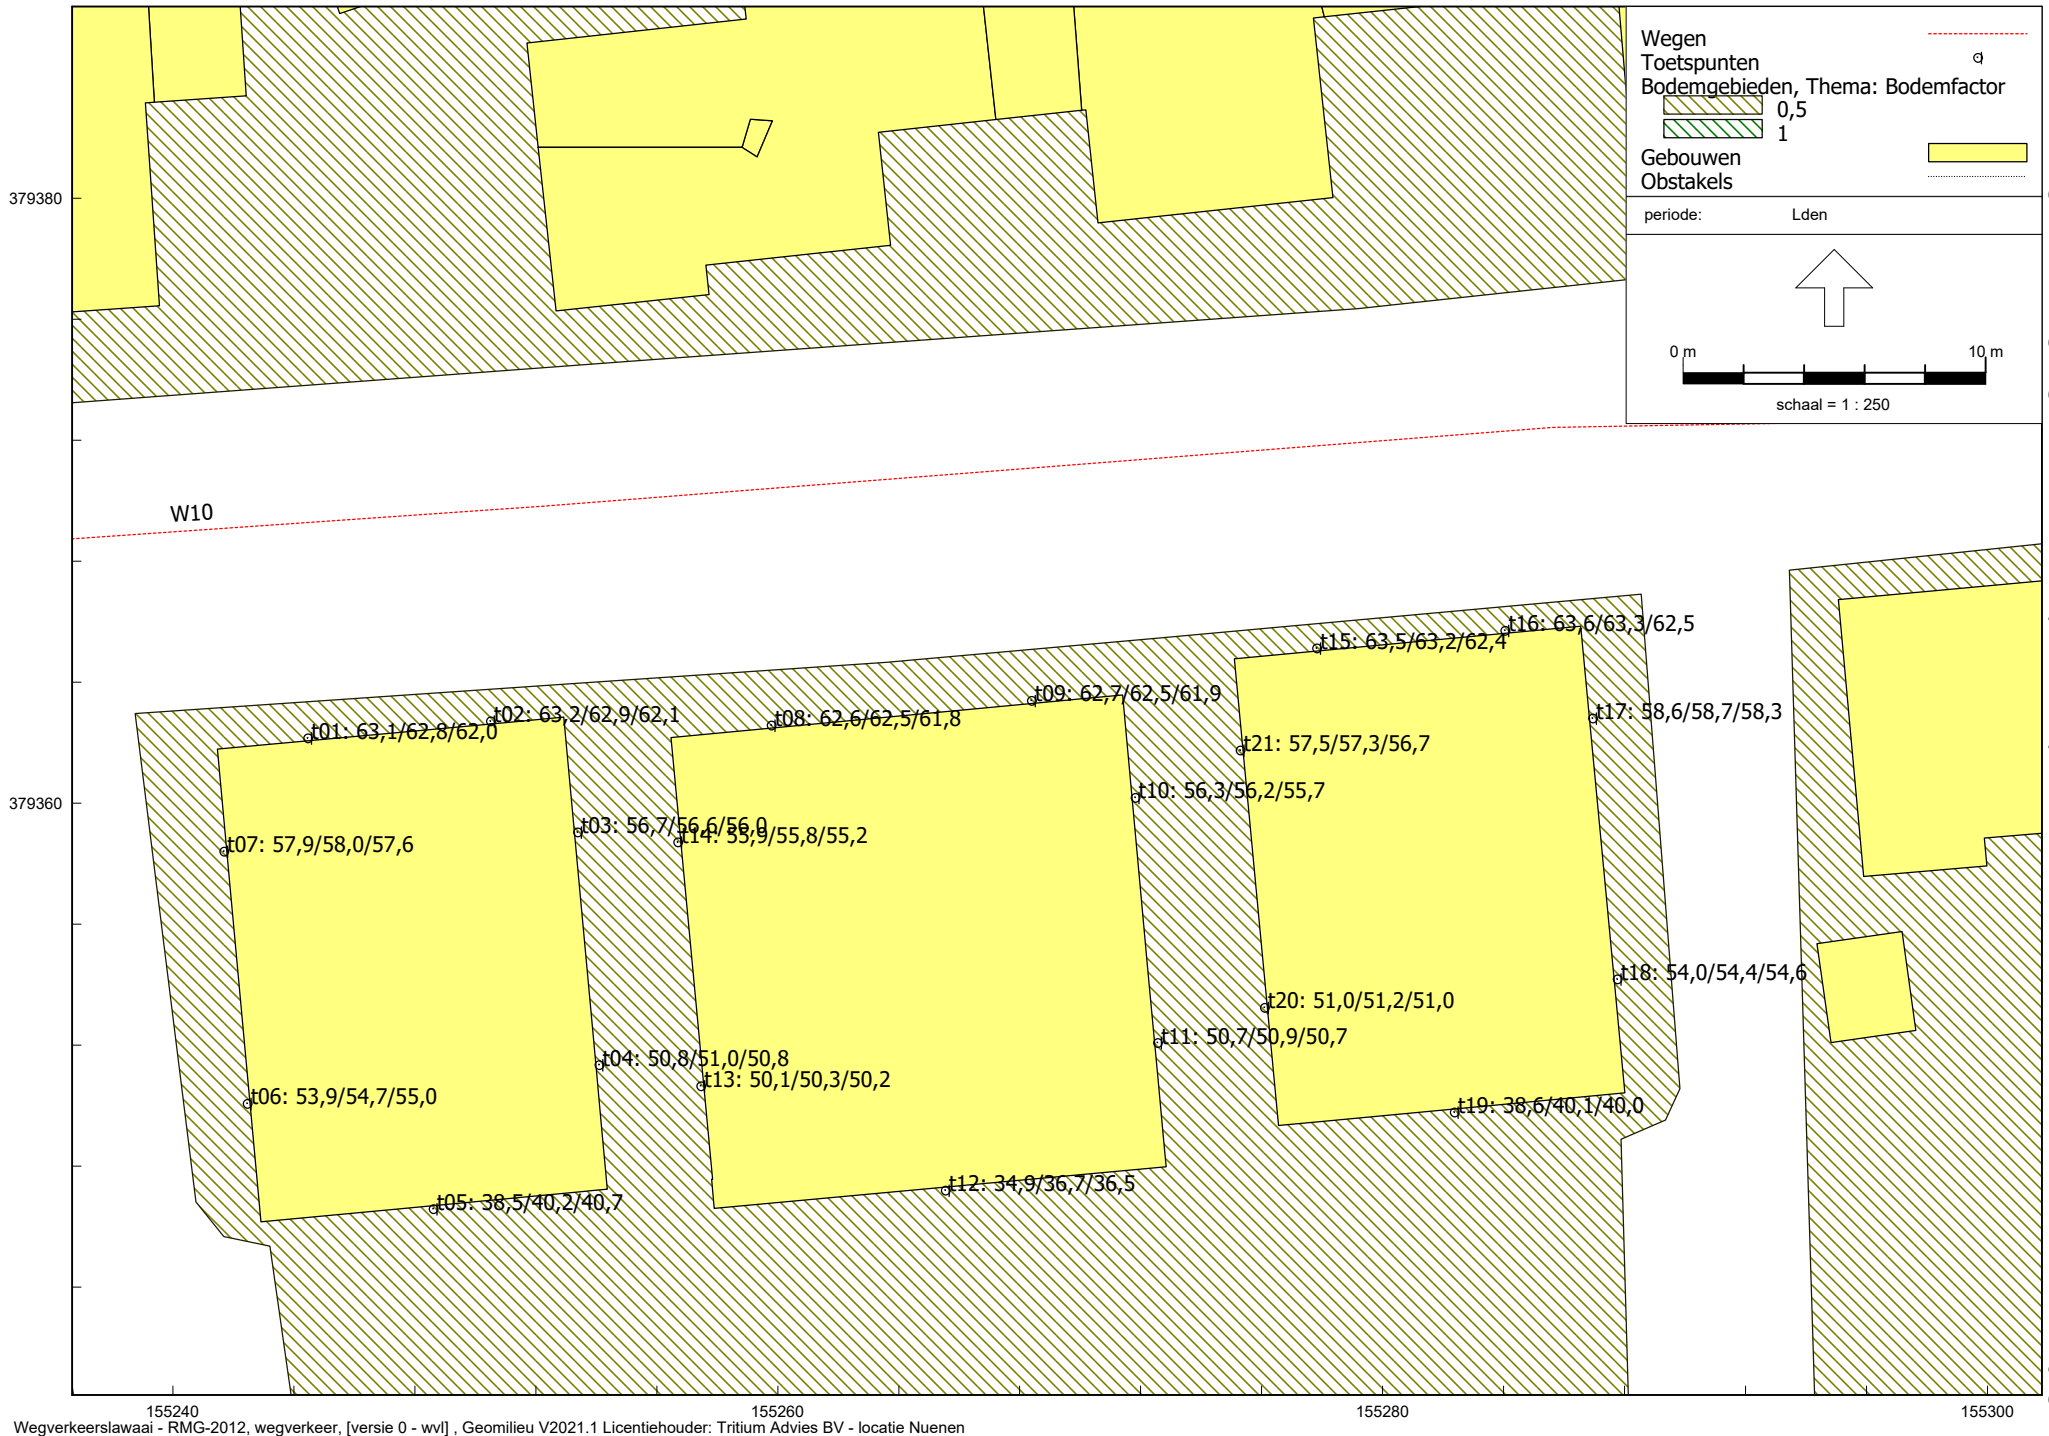 Wegen
Toetspunten
Bodemgebieden, Thema: Bodemfactor
0,5
1
Gebouwen
Obstakels
periode: Lden
0 m 10 m
schaal = 1 : 250
379380
W10
t16: 63,6/63,3/62,5
t15: 63,5/63,2/62,4
t09: 62,7/62,5/61,9
t02: 63,2/62,9/62,1
t08: 62,6/62,5/61,8
t17: 58,6/58,7/58,3
t01: 63,1/62,8/62,0
t21: 57,5/57,3/56,7
t10: 56,3/56,2/55,7
379360
t03: 56,7/56,6/56,0
t14: 55,9/55,8/55,2
t07: 57,9/58,0/57,6
t18: 54,0/54,4/54,6
t20: 51,0/51,2/51,0
t11: 50,7/50,9/50,7
t04: 50,8/51,0/50,8
t13: 50,1/50,3/50,2
t06: 53,9/54,7/55,0
t19: 38,6/40,1/40,0
t12: 34,9/36,7/36,5
t05: 38,5/40,2/40,7
155240 155260 155280 155300
Wegverkeerslawaai - RMG-2012, wegverkeer, [versie 0 - wvl] , Geomilieu V2021.1 Licentiehouder: Tritium Advies BV - locatie Nuenen